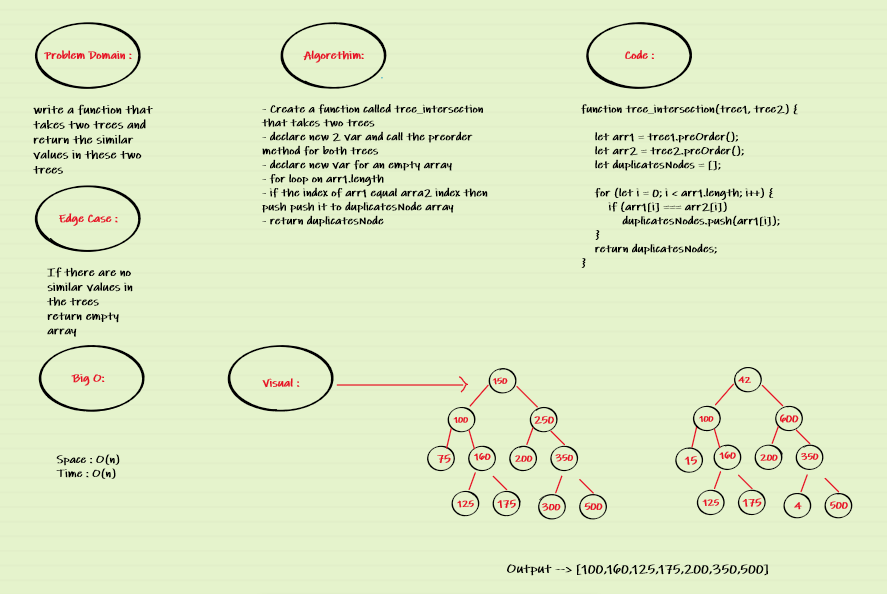 Problem Domain :
write a function that
takes two trees and
return the similar
values in these two
trees
Edge Case :
If there are no
similar values in
the trees
return empty
array
Big O:
Space : O(n)
Time : O(n)
Algorethim:
- Create a function called tree_intersection
that takes two trees
- declare new 2 var and call the preorder
method for both trees
- declare new var for an empty array
- for loop on arr1.length
- if the index of arr1 equal arra2 index then
push push it to duplicatesNode array
- return duplicatesNode
Code :
function tree_intersection(tree1, tree2) {
let arr1 = tree1.preOrder();
let arr2 = tree2.preOrder();
let duplicatesNodes = [];
for (let i = 0; i < arr1.length; i++) {
if (arr1[i] === arr2[i])
duplicatesNodes.push(arr1[i]);
}
return duplicatesNodes;
}
Visual :
150
100 250
75 160 200 350
125 175 300 500
42
100 600
15 160 200 350
125 175 4 500
Output --> [100,160,125,175,200,350,500]